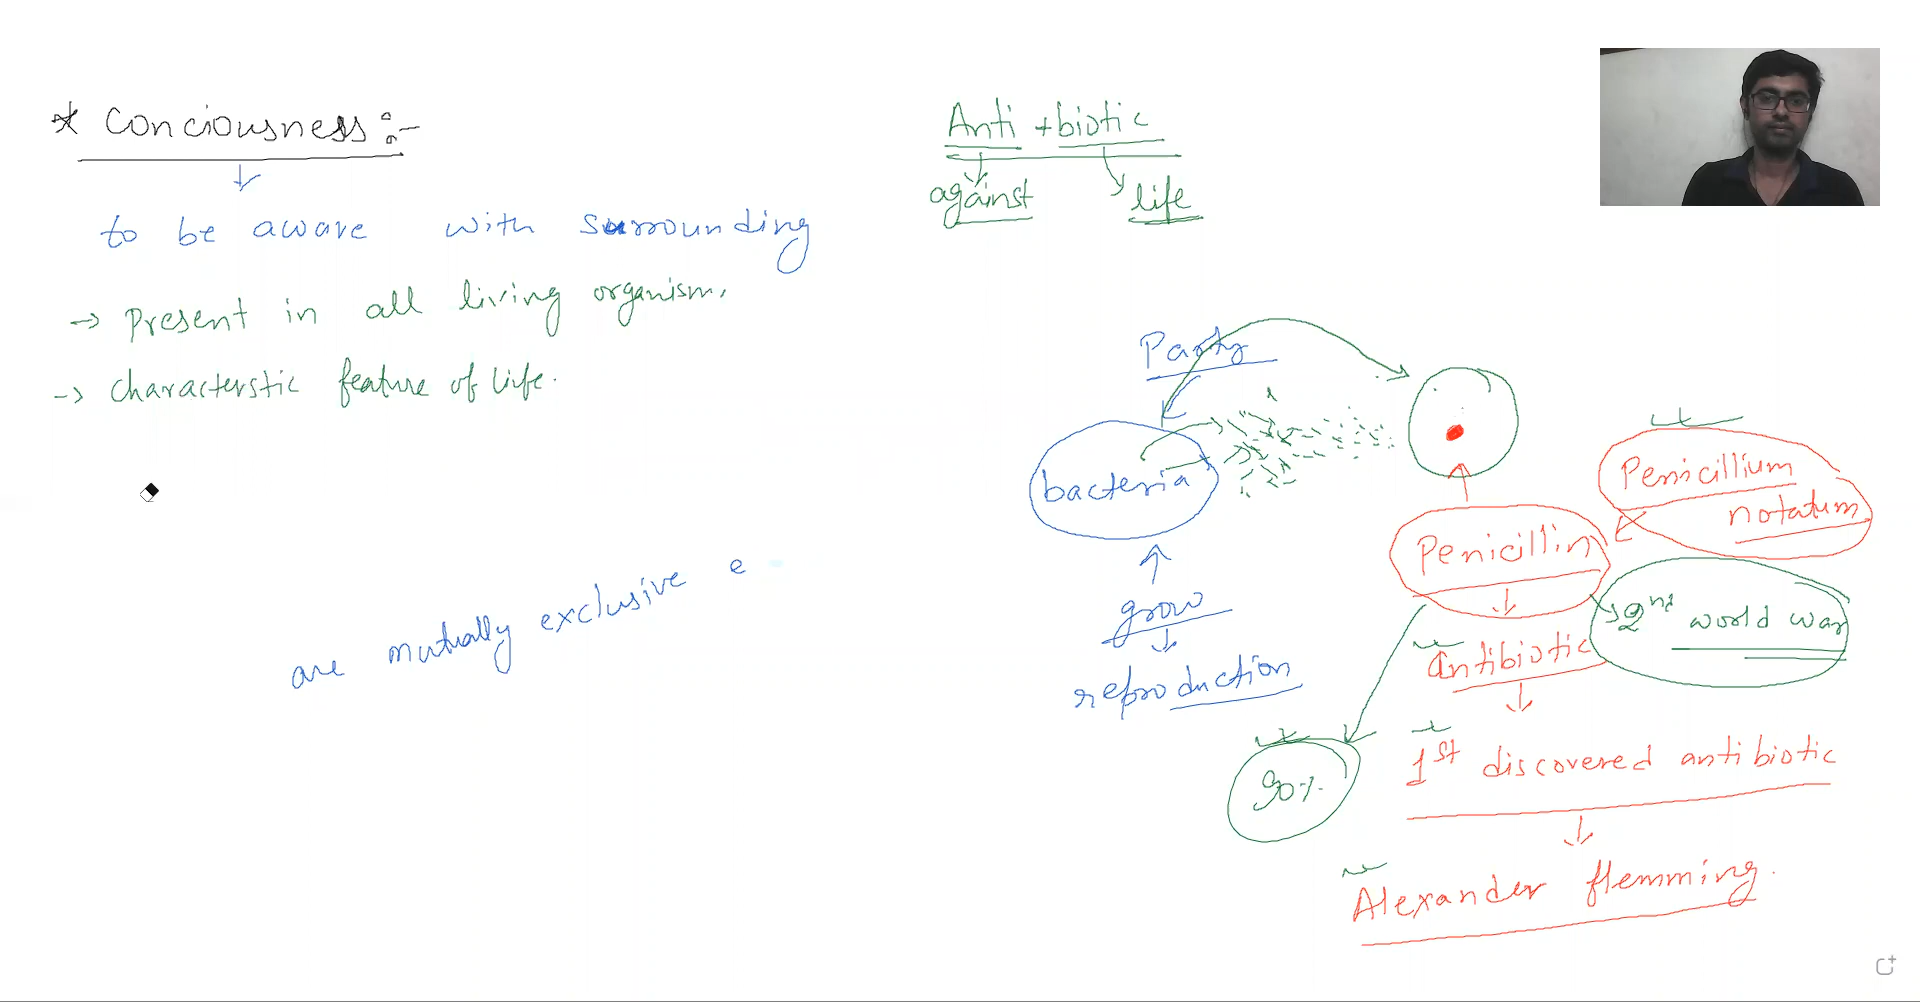 * Conciousness :-
to be aware with surrounding
→ Present in all living organism.
→ characterstic feature of life.
are mutually exclusive e
Anti + biotic
against life
Party
bacteria
grow
reproduction
Penicillium
notatum
Penicillin
2nd world war
Antibiotic
1st discovered antibiotic
90%
Alexander flemming.